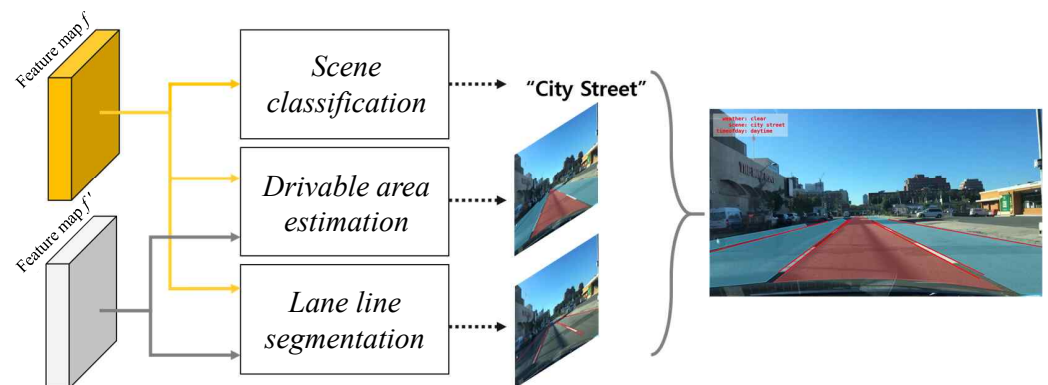 Feature map f
Feature map f'
Scene
classification
Drivable area
estimation
Lane line
segmentation
“City Street”
weather: clear
scene: city street
timeofday: daytime